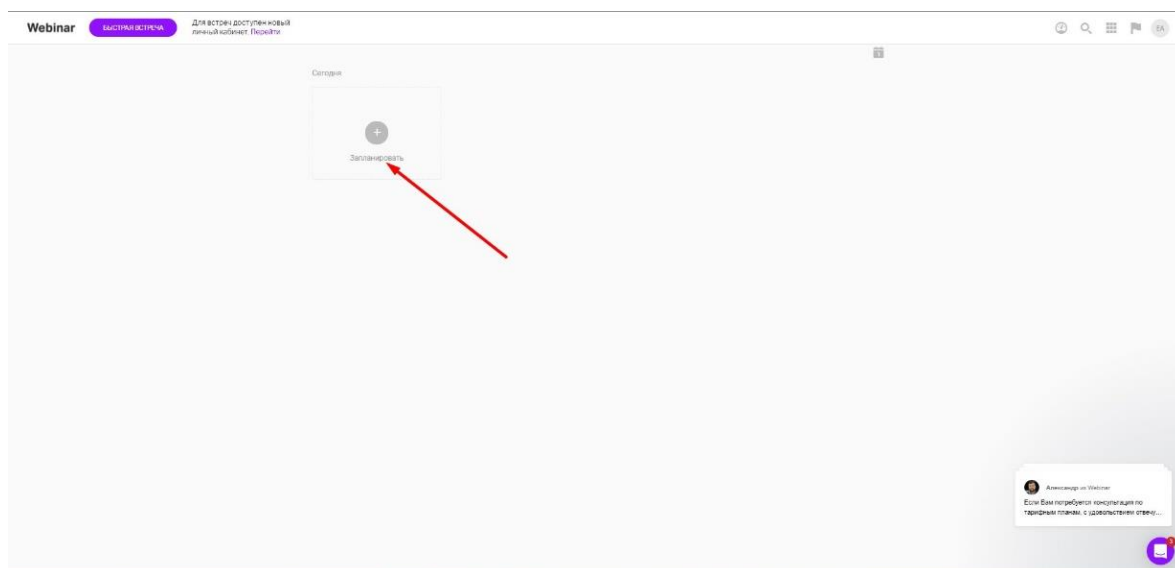 Webinar
БЫСТРАЯ ВСТРЕЧА
Для встреч доступен новый
личный кабинет. Перейти
EA
Сегодня
Запланировать
Александр из Webinar
Если Вам потребуется консультация по
тарифным планам, с удовольствием отвечу...